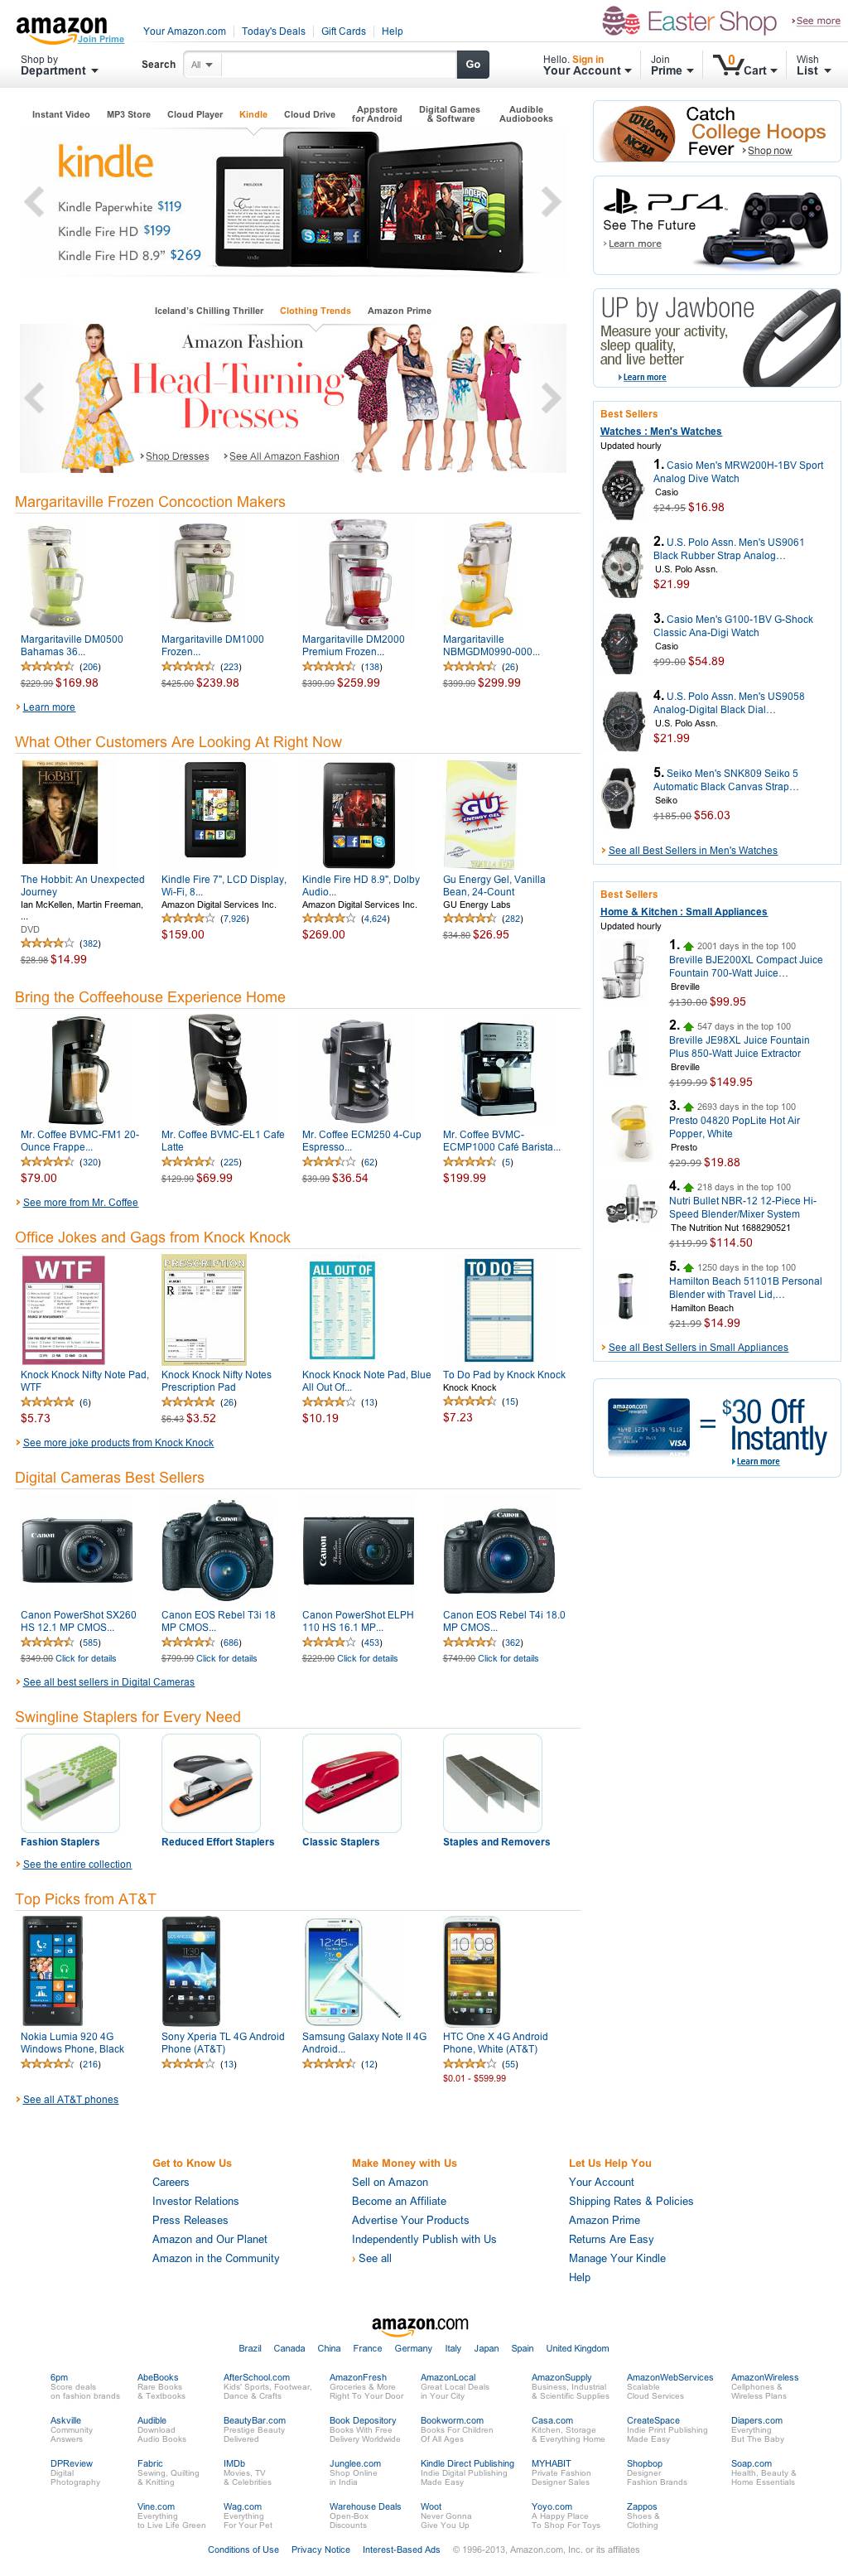 amazon
Join Prime
Your Amazon.com
Today's Deals
Gift Cards
Help
Easter Shop
See more
Shop by
Department
Search
All
Go
Hello. Sign in
Your Account
Join
Prime
0
Cart
Wish
List
Instant Video
MP3 Store
Cloud Player
Kindle
Cloud Drive
Appstore
for Android
Digital Games
& Software
Audible
Audiobooks
kindle
Kindle Paperwhite $119
Kindle Fire HD $199
Kindle Fire HD 8.9" $269
Iceland's Chilling Thriller
Clothing Trends
Amazon Prime
Amazon Fashion
Head-Turning
Dresses
Shop Dresses
See All Amazon Fashion
Margaritaville Frozen Concoction Makers
Margaritaville DM0500
Bahamas 36...
(206)
$229.99 $169.98
Margaritaville DM1000
Frozen...
(223)
$425.00 $239.98
Margaritaville DM2000
Premium Frozen...
(138)
$399.99 $259.99
Margaritaville
NBMGDM0990-000...
(26)
$399.99 $299.99
Learn more
What Other Customers Are Looking At Right Now
THE HOBBIT
GU
ENERGY GEL
The Hobbit: An Unexpected
Journey
Ian McKellen, Martin Freeman,
...
DVD
(382)
$28.98 $14.99
Kindle Fire 7", LCD Display,
Wi-Fi, 8...
Amazon Digital Services Inc.
(7,926)
$159.00
Kindle Fire HD 8.9", Dolby
Audio...
Amazon Digital Services Inc.
(4,624)
$269.00
Gu Energy Gel, Vanilla
Bean, 24-Count
GU Energy Labs
(282)
$34.80 $26.95
Bring the Coffeehouse Experience Home
Mr. Coffee BVMC-FM1 20-
Ounce Frappe...
(320)
$79.00
Mr. Coffee BVMC-EL1 Cafe
Latte
(225)
$129.99 $69.99
Mr. Coffee ECM250 4-Cup
Espresso...
(62)
$39.99 $36.54
Mr. Coffee BVMC-
ECMP1000 Café Barista...
(5)
$199.99
See more from Mr. Coffee
Office Jokes and Gags from Knock Knock
WTF
PRESCRIPTION
ALL OUT OF
TO DO
Knock Knock Nifty Note Pad,
WTF
(6)
$5.73
Knock Knock Nifty Notes
Prescription Pad
(26)
$6.43 $3.52
Knock Knock Note Pad, Blue
All Out Of...
(13)
$10.19
To Do Pad by Knock Knock
Knock Knock
(15)
$7.23
See more joke products from Knock Knock
Digital Cameras Best Sellers
Canon
Canon
Canon
Canon
Canon PowerShot SX260
HS 12.1 MP CMOS...
(585)
$349.00 Click for details
Canon EOS Rebel T3i 18
MP CMOS...
(686)
$799.99 Click for details
Canon PowerShot ELPH
110 HS 16.1 MP...
(453)
$229.00 Click for details
Canon EOS Rebel T4i 18.0
MP CMOS...
(362)
$749.00 Click for details
See all best sellers in Digital Cameras
Swingline Staplers for Every Need
Fashion Staplers
Reduced Effort Staplers
Classic Staplers
Staples and Removers
See the entire collection
Top Picks from AT&T
Nokia Lumia 920 4G
Windows Phone, Black
(216)
Sony Xperia TL 4G Android
Phone (AT&T)
(13)
Samsung Galaxy Note II 4G
Android...
(12)
HTC One X 4G Android
Phone, White (AT&T)
(55)
$0.01 - $599.99
See all AT&T phones
Wilson
NCAA
Catch
College Hoops
Fever
Shop now
PS4
See The Future
Learn more
UP by Jawbone
Measure your activity,
sleep quality,
and live better
Learn more
Best Sellers
Watches : Men's Watches
Updated hourly
1. Casio Men's MRW200H-1BV Sport
Analog Dive Watch
Casio
$24.95 $16.98
2. U.S. Polo Assn. Men's US9061
Black Rubber Strap Analog...
U.S. Polo Assn.
$21.99
3. Casio Men's G100-1BV G-Shock
Classic Ana-Digi Watch
Casio
$99.00 $54.89
4. U.S. Polo Assn. Men's US9058
Analog-Digital Black Dial...
U.S. Polo Assn.
$21.99
5. Seiko Men's SNK809 Seiko 5
Automatic Black Canvas Strap...
Seiko
$185.00 $56.03
See all Best Sellers in Men's Watches
Best Sellers
Home & Kitchen : Small Appliances
Updated hourly
1. 2001 days in the top 100
Breville BJE200XL Compact Juice
Fountain 700-Watt Juice...
Breville
$130.00 $99.95
2. 547 days in the top 100
Breville JE98XL Juice Fountain
Plus 850-Watt Juice Extractor
Breville
$199.99 $149.95
3. 2693 days in the top 100
Presto 04820 PopLite Hot Air
Popper, White
Presto
$29.99 $19.88
4. 218 days in the top 100
Nutri Bullet NBR-12 12-Piece Hi-
Speed Blender/Mixer System
The Nutrition Nut 1688290521
$119.99 $114.50
5. 1250 days in the top 100
Hamilton Beach 51101B Personal
Blender with Travel Lid,...
Hamilton Beach
$21.99 $14.99
See all Best Sellers in Small Appliances
amazon.com
rewards
VISA
= $30 Off
Instantly
Learn more
Get to Know Us
Careers
Investor Relations
Press Releases
Amazon and Our Planet
Amazon in the Community
Make Money with Us
Sell on Amazon
Become an Affiliate
Advertise Your Products
Independently Publish with Us
› See all
Let Us Help You
Your Account
Shipping Rates & Policies
Amazon Prime
Returns Are Easy
Manage Your Kindle
Help
amazon.com
Brazil Canada China France Germany Italy Japan Spain United Kingdom
6pm
Score deals
on fashion brands
AbeBooks
Rare Books
& Textbooks
AfterSchool.com
Kids' Sports, Footwear,
Dance & Crafts
AmazonFresh
Groceries & More
Right To Your Door
AmazonLocal
Great Local Deals
in Your City
AmazonSupply
Business, Industrial
& Scientific Supplies
AmazonWebServices
Scalable
Cloud Services
AmazonWireless
Cellphones &
Wireless Plans
Askville
Community
Answers
Audible
Download
Audio Books
BeautyBar.com
Prestige Beauty
Delivered
Book Depository
Books With Free
Delivery Worldwide
Bookworm.com
Books For Children
Of All Ages
Casa.com
Kitchen, Storage
& Everything Home
CreateSpace
Indie Print Publishing
Made Easy
Diapers.com
Everything
But The Baby
DPReview
Digital
Photography
Fabric
Sewing, Quilting
& Knitting
IMDb
Movies, TV
& Celebrities
Junglee.com
Shop Online
in India
Kindle Direct Publishing
Indie Digital Publishing
Made Easy
MYHABIT
Private Fashion
Designer Sales
Shopbop
Designer
Fashion Brands
Soap.com
Health, Beauty &
Home Essentials
Vine.com
Everything
to Live Life Green
Wag.com
Everything
For Your Pet
Warehouse Deals
Open-Box
Discounts
Woot
Never Gonna
Give You Up
Yoyo.com
A Happy Place
To Shop For Toys
Zappos
Shoes &
Clothing
Conditions of Use Privacy Notice Interest-Based Ads © 1996-2013, Amazon.com, Inc. or its affiliates